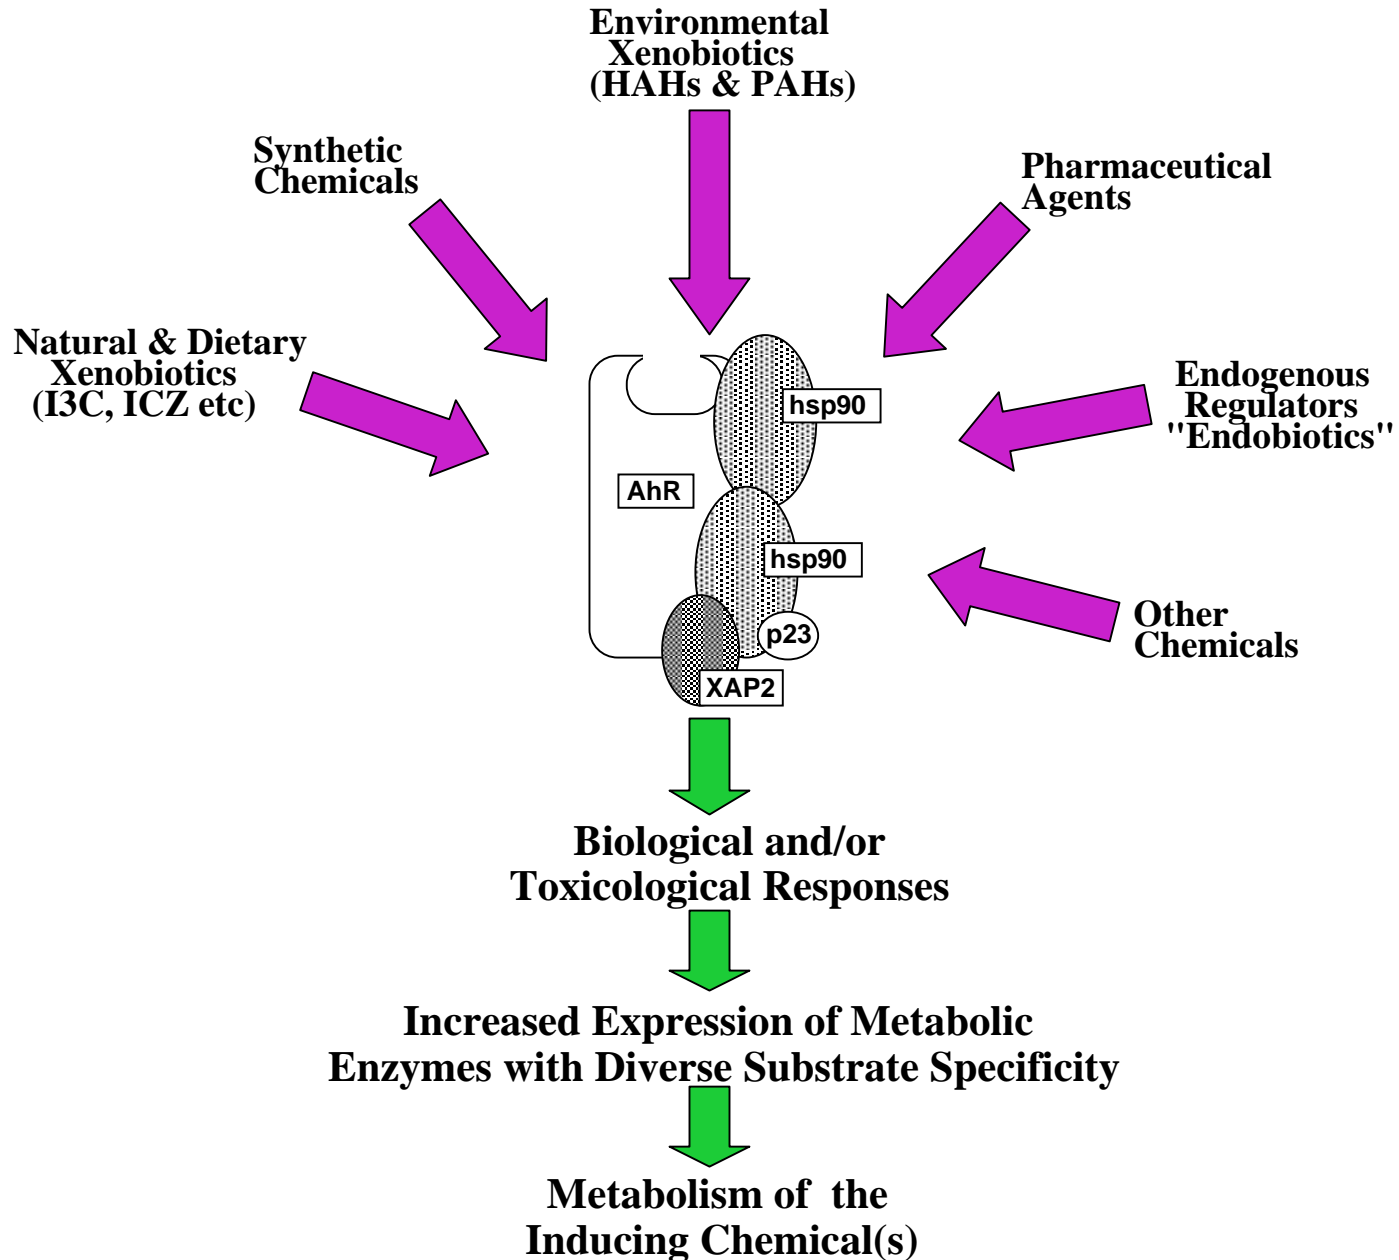 Environmental
Xenobiotics
(HAHs & PAHs)
Synthetic
Chemicals
Pharmaceutical
Agents
Natural & Dietary
Xenobiotics
(I3C, ICZ etc)
Endogenous
Regulators
"Endobiotics"
hsp90
AhR
hsp90
Other
Chemicals
p23
XAP2
Biological and/or
Toxicological Responses
Increased Expression of Metabolic
Enzymes with Diverse Substrate Specificity
Metabolism of the
Inducing Chemical(s)